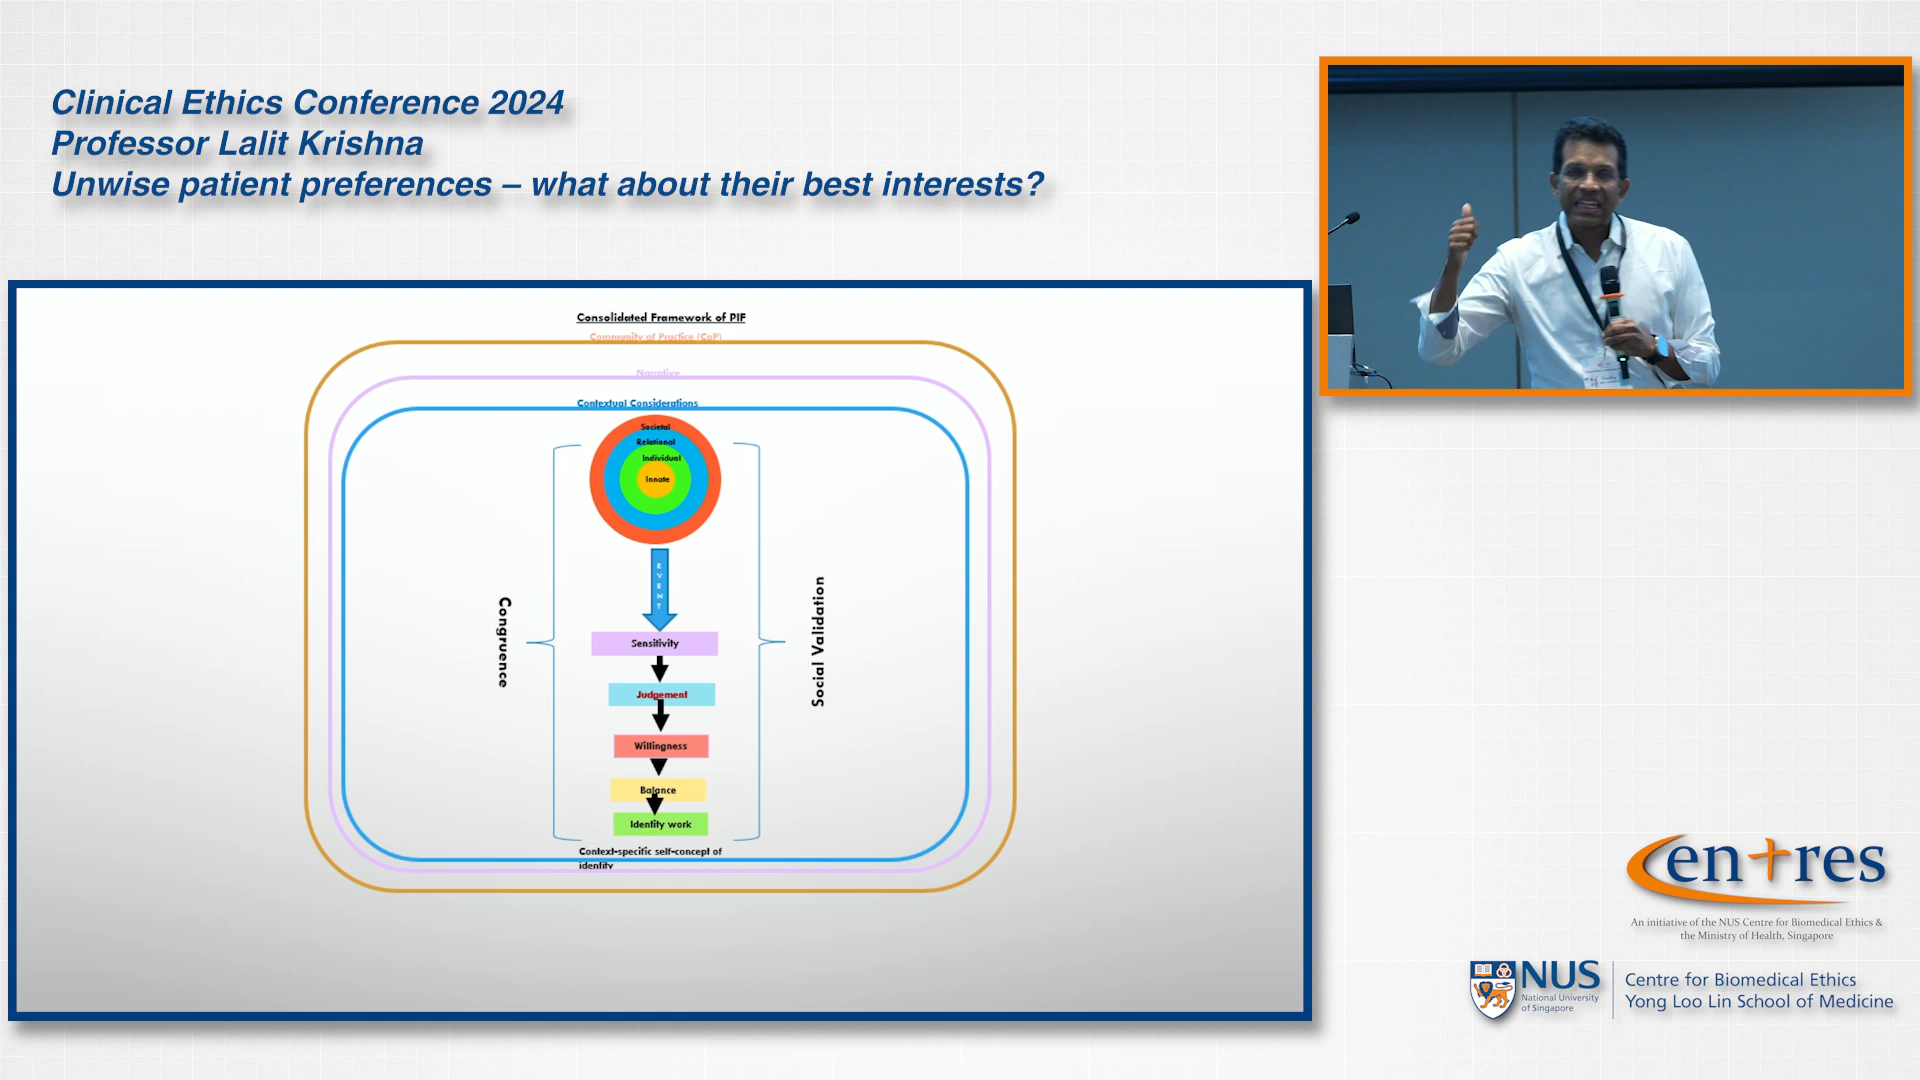 Clinical Ethics Conference 2024
Professor Lalit Krishna
Unwise patient preferences – what about their best interests?
Consolidated Framework of PIF
Community of Practice (CoP)
Narrative
Contextual Considerations
Societal
Relational
Individual
Innate
EVENT
Congruence
Social Validation
Sensitivity
Judgement
Willingness
Balance
Identity work
Context-specific self-concept of
identity
Centres
An initiative of the NUS Centre for Biomedical Ethics &
the Ministry of Health, Singapore
NUS
National University
of Singapore
Centre for Biomedical Ethics
Yong Loo Lin School of Medicine